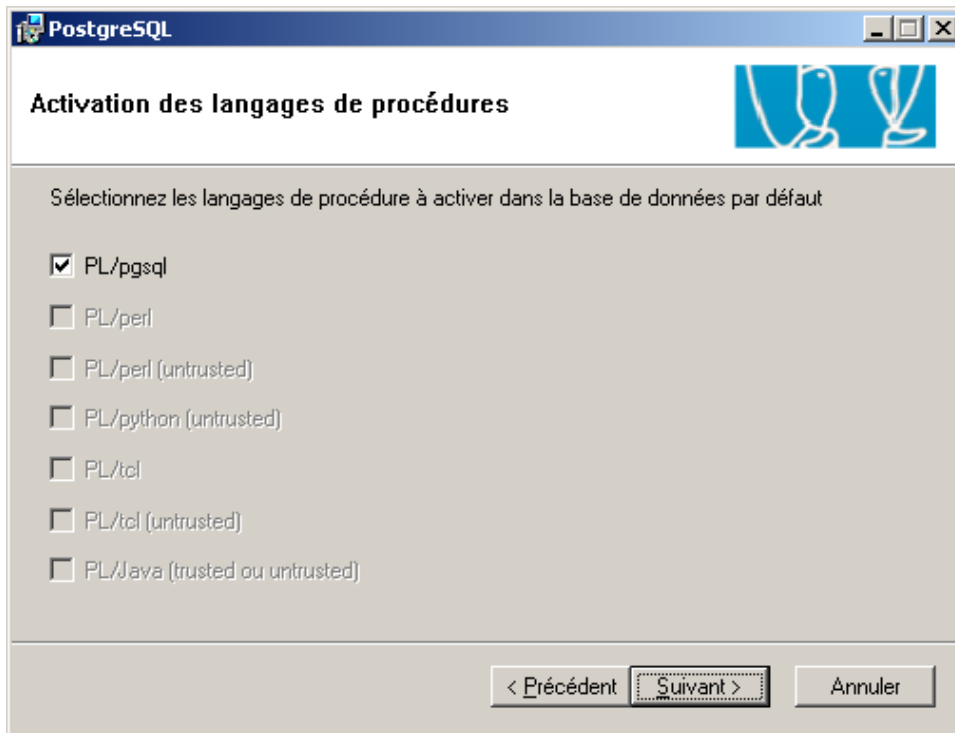 PostgreSQL
Activation des langages de procédures
Sélectionnez les langages de procédure à activer dans la base de données par défaut
PL/pgsql
PL/perl
PL/perl (untrusted)
PL/python (untrusted)
PL/tcl
PL/tcl (untrusted)
PL/Java (trusted ou untrusted)
< Précédent Suivant > Annuler